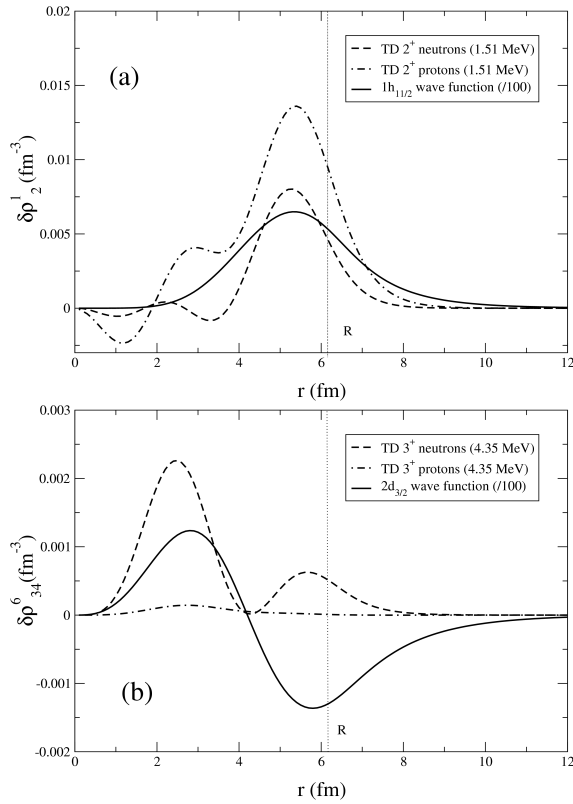 0.02
TD 2+ neutrons (1.51 MeV)
TD 2+ protons (1.51 MeV)
1h11/2 wave function (/100)
(a)
0.015
0.01
0.005
0
δρ12 (fm-3)
R
0 2 4 6 8 10 12
r (fm)
0.003
TD 3+ neutrons (4.35 MeV)
TD 3+ protons (4.35 MeV)
2d3/2 wave function (/100)
0.002
0.001
0
-0.001
-0.002
δρ634(fm-3)
(b)
R
0 2 4 6 8 10 12
r (fm)